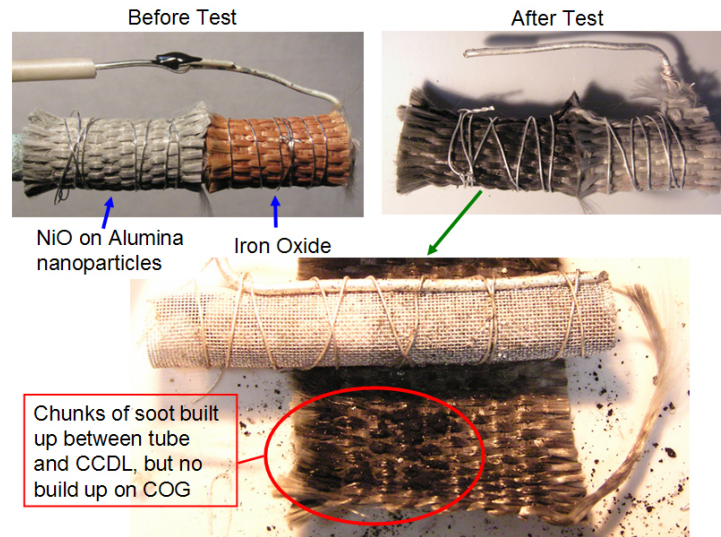 Before Test
After Test
NiO on Alumina
nanoparticles
Iron Oxide
Chunks of soot built
up between tube
and CCDL, but no
build up on COG